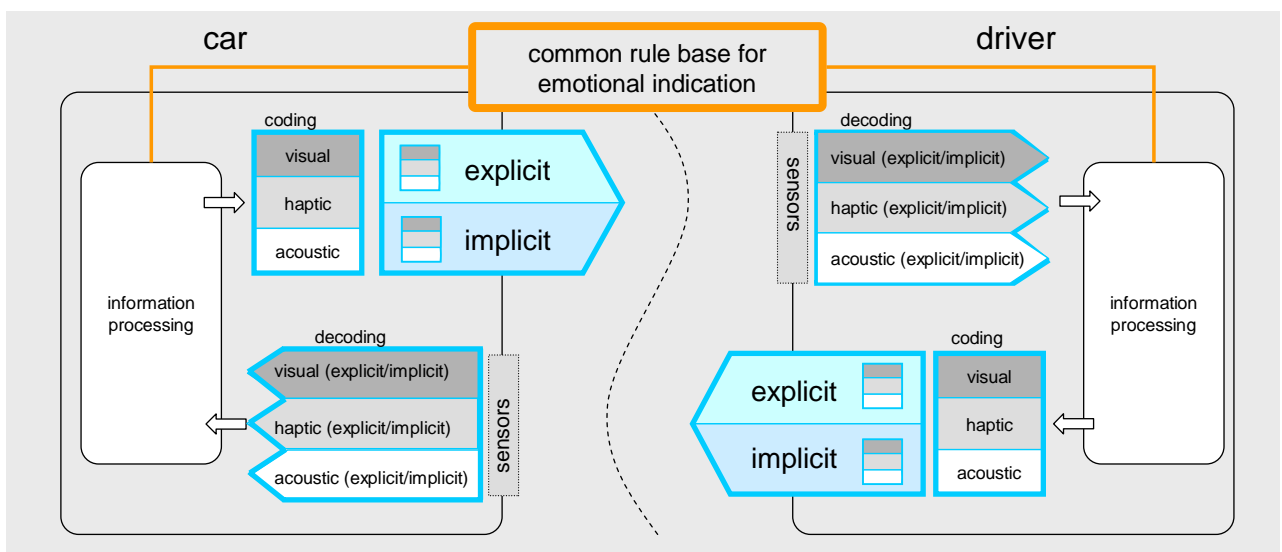 car
common rule base for
emotional indication
driver
coding
visual
haptic
acoustic
explicit
implicit
information
processing
decoding
visual (explicit/implicit)
haptic (explicit/implicit)
acoustic (explicit/implicit)
sensors
sensors
decoding
visual (explicit/implicit)
haptic (explicit/implicit)
acoustic (explicit/implicit)
information
processing
explicit
implicit
coding
visual
haptic
acoustic